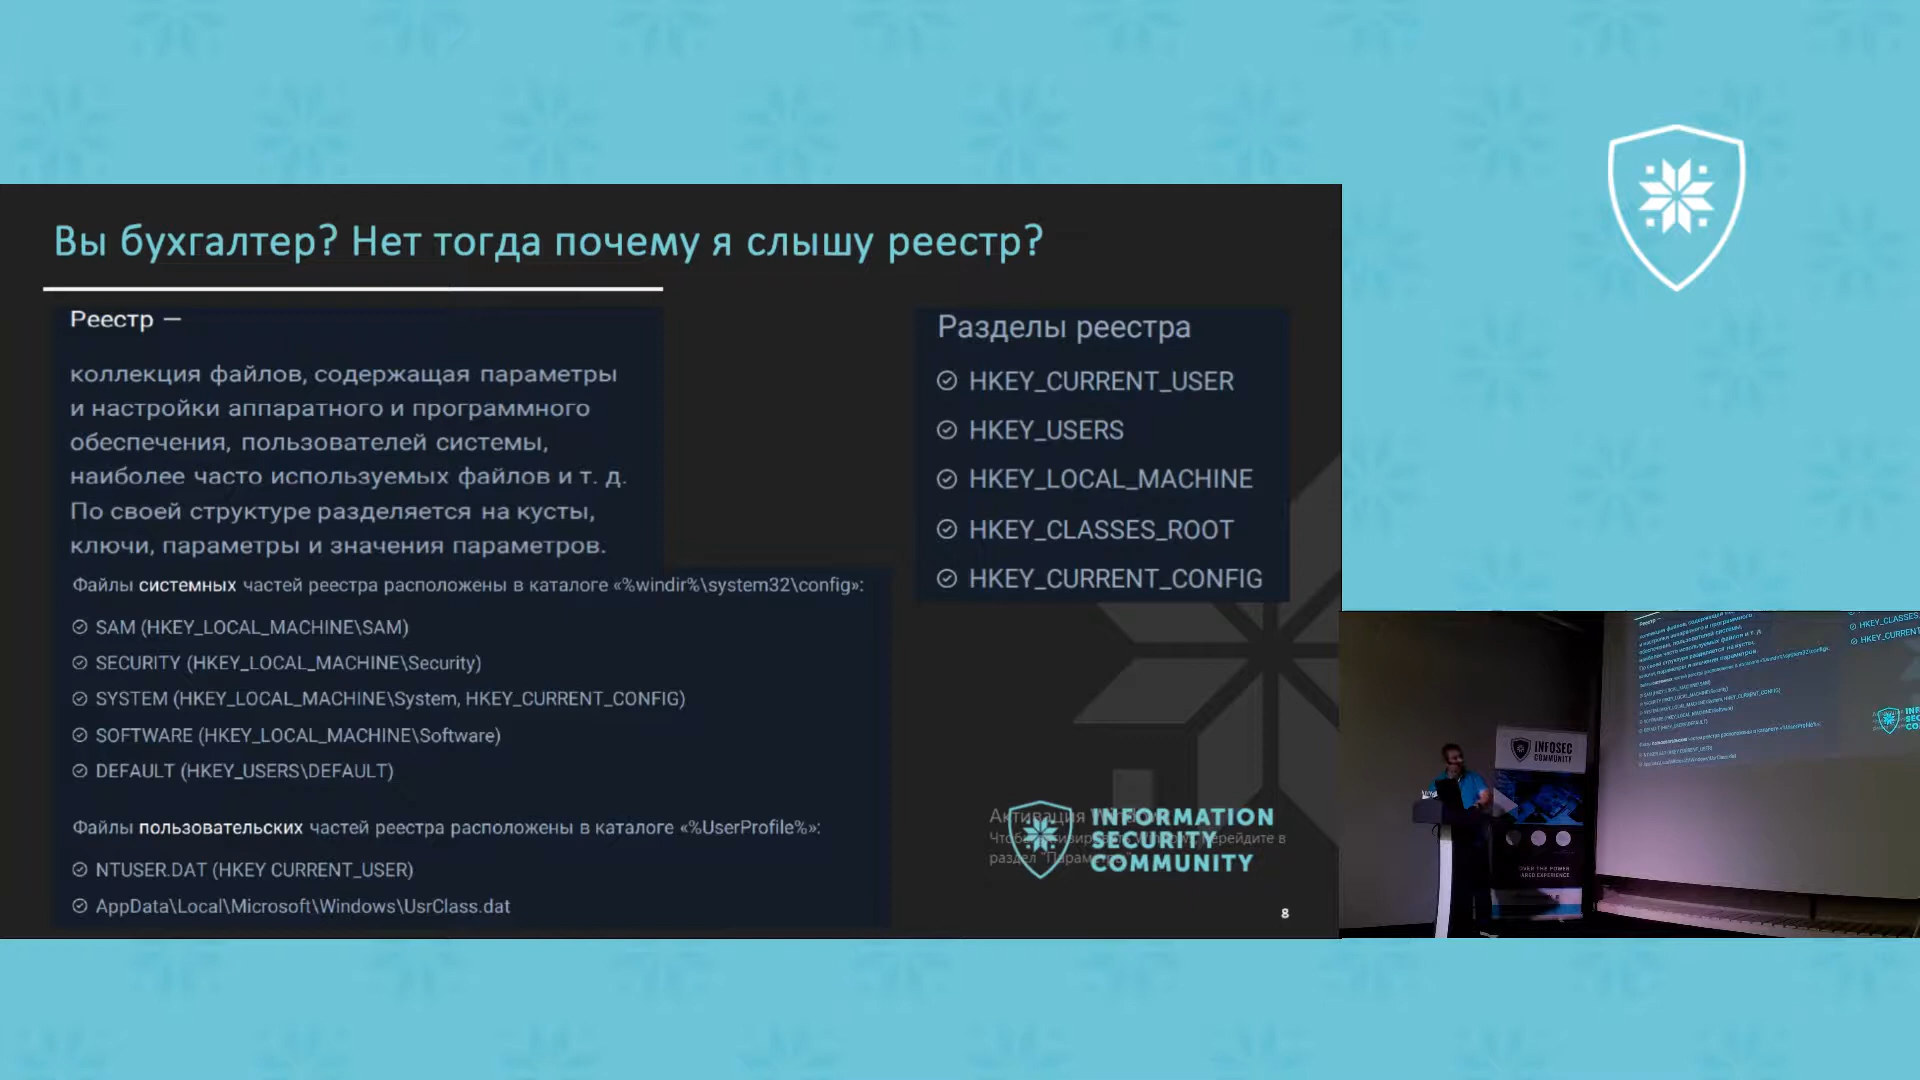 Вы бухгалтер? Нет тогда почему я слышу реестр?
Реестр —
коллекция файлов, содержащая параметры
и настройки аппаратного и программного
обеспечения, пользователей системы,
наиболее часто используемых файлов и т. д.
По своей структуре разделяется на кусты,
ключи, параметры и значения параметров.
Файлы системных частей реестра расположены в каталоге «%windir%\system32\config»:
SAM (HKEY_LOCAL_MACHINE\SAM)
SECURITY (HKEY_LOCAL_MACHINE\Security)
SYSTEM (HKEY_LOCAL_MACHINE\System, HKEY_CURRENT_CONFIG)
SOFTWARE (HKEY_LOCAL_MACHINE\Software)
DEFAULT (HKEY_USERS\DEFAULT)
Файлы пользовательских частей реестра расположены в каталоге «%UserProfile%»:
NTUSER.DAT (HKEY CURRENT_USER)
AppData\Local\Microsoft\Windows\UsrClass.dat
Разделы реестра
HKEY_CURRENT_USER
HKEY_USERS
HKEY_LOCAL_MACHINE
HKEY_CLASSES_ROOT
HKEY_CURRENT_CONFIG
Активация
перейдите в
раздел
INFORMATION
SECURITY
COMMUNITY
8
INFOSEC
COMMUNITY